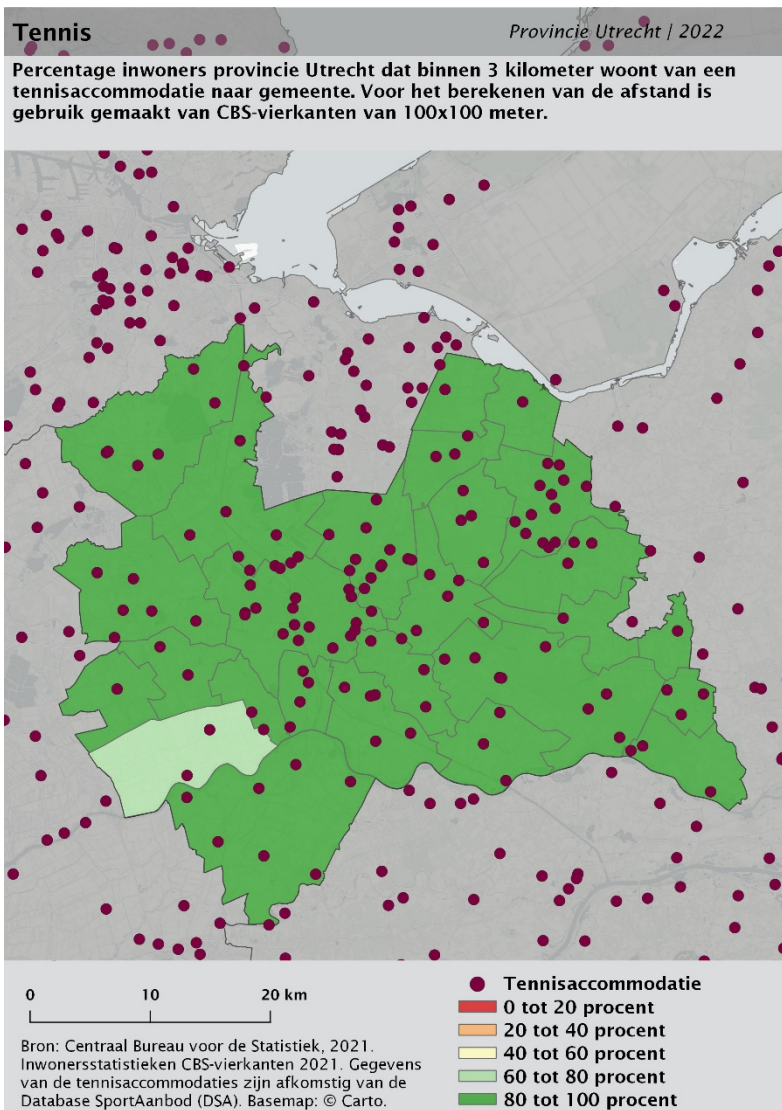 Tennis
Provincie Utrecht | 2022
Percentage inwoners provincie Utrecht dat binnen 3 kilometer woont van een
tennisaccommodatie naar gemeente. Voor het berekenen van de afstand is
gebruik gemaakt van CBS-vierkanten van 100x100 meter.
0 10 20 km
Bron: Centraal Bureau voor de Statistiek, 2021.
Inwonersstatistieken CBS-vierkanten 2021. Gegevens
van de tennisaccommodaties zijn afkomstig van de
Database SportAanbod (DSA). Basemap: © Carto.
Tennisaccommodatie
0 tot 20 procent
20 tot 40 procent
40 tot 60 procent
60 tot 80 procent
80 tot 100 procent